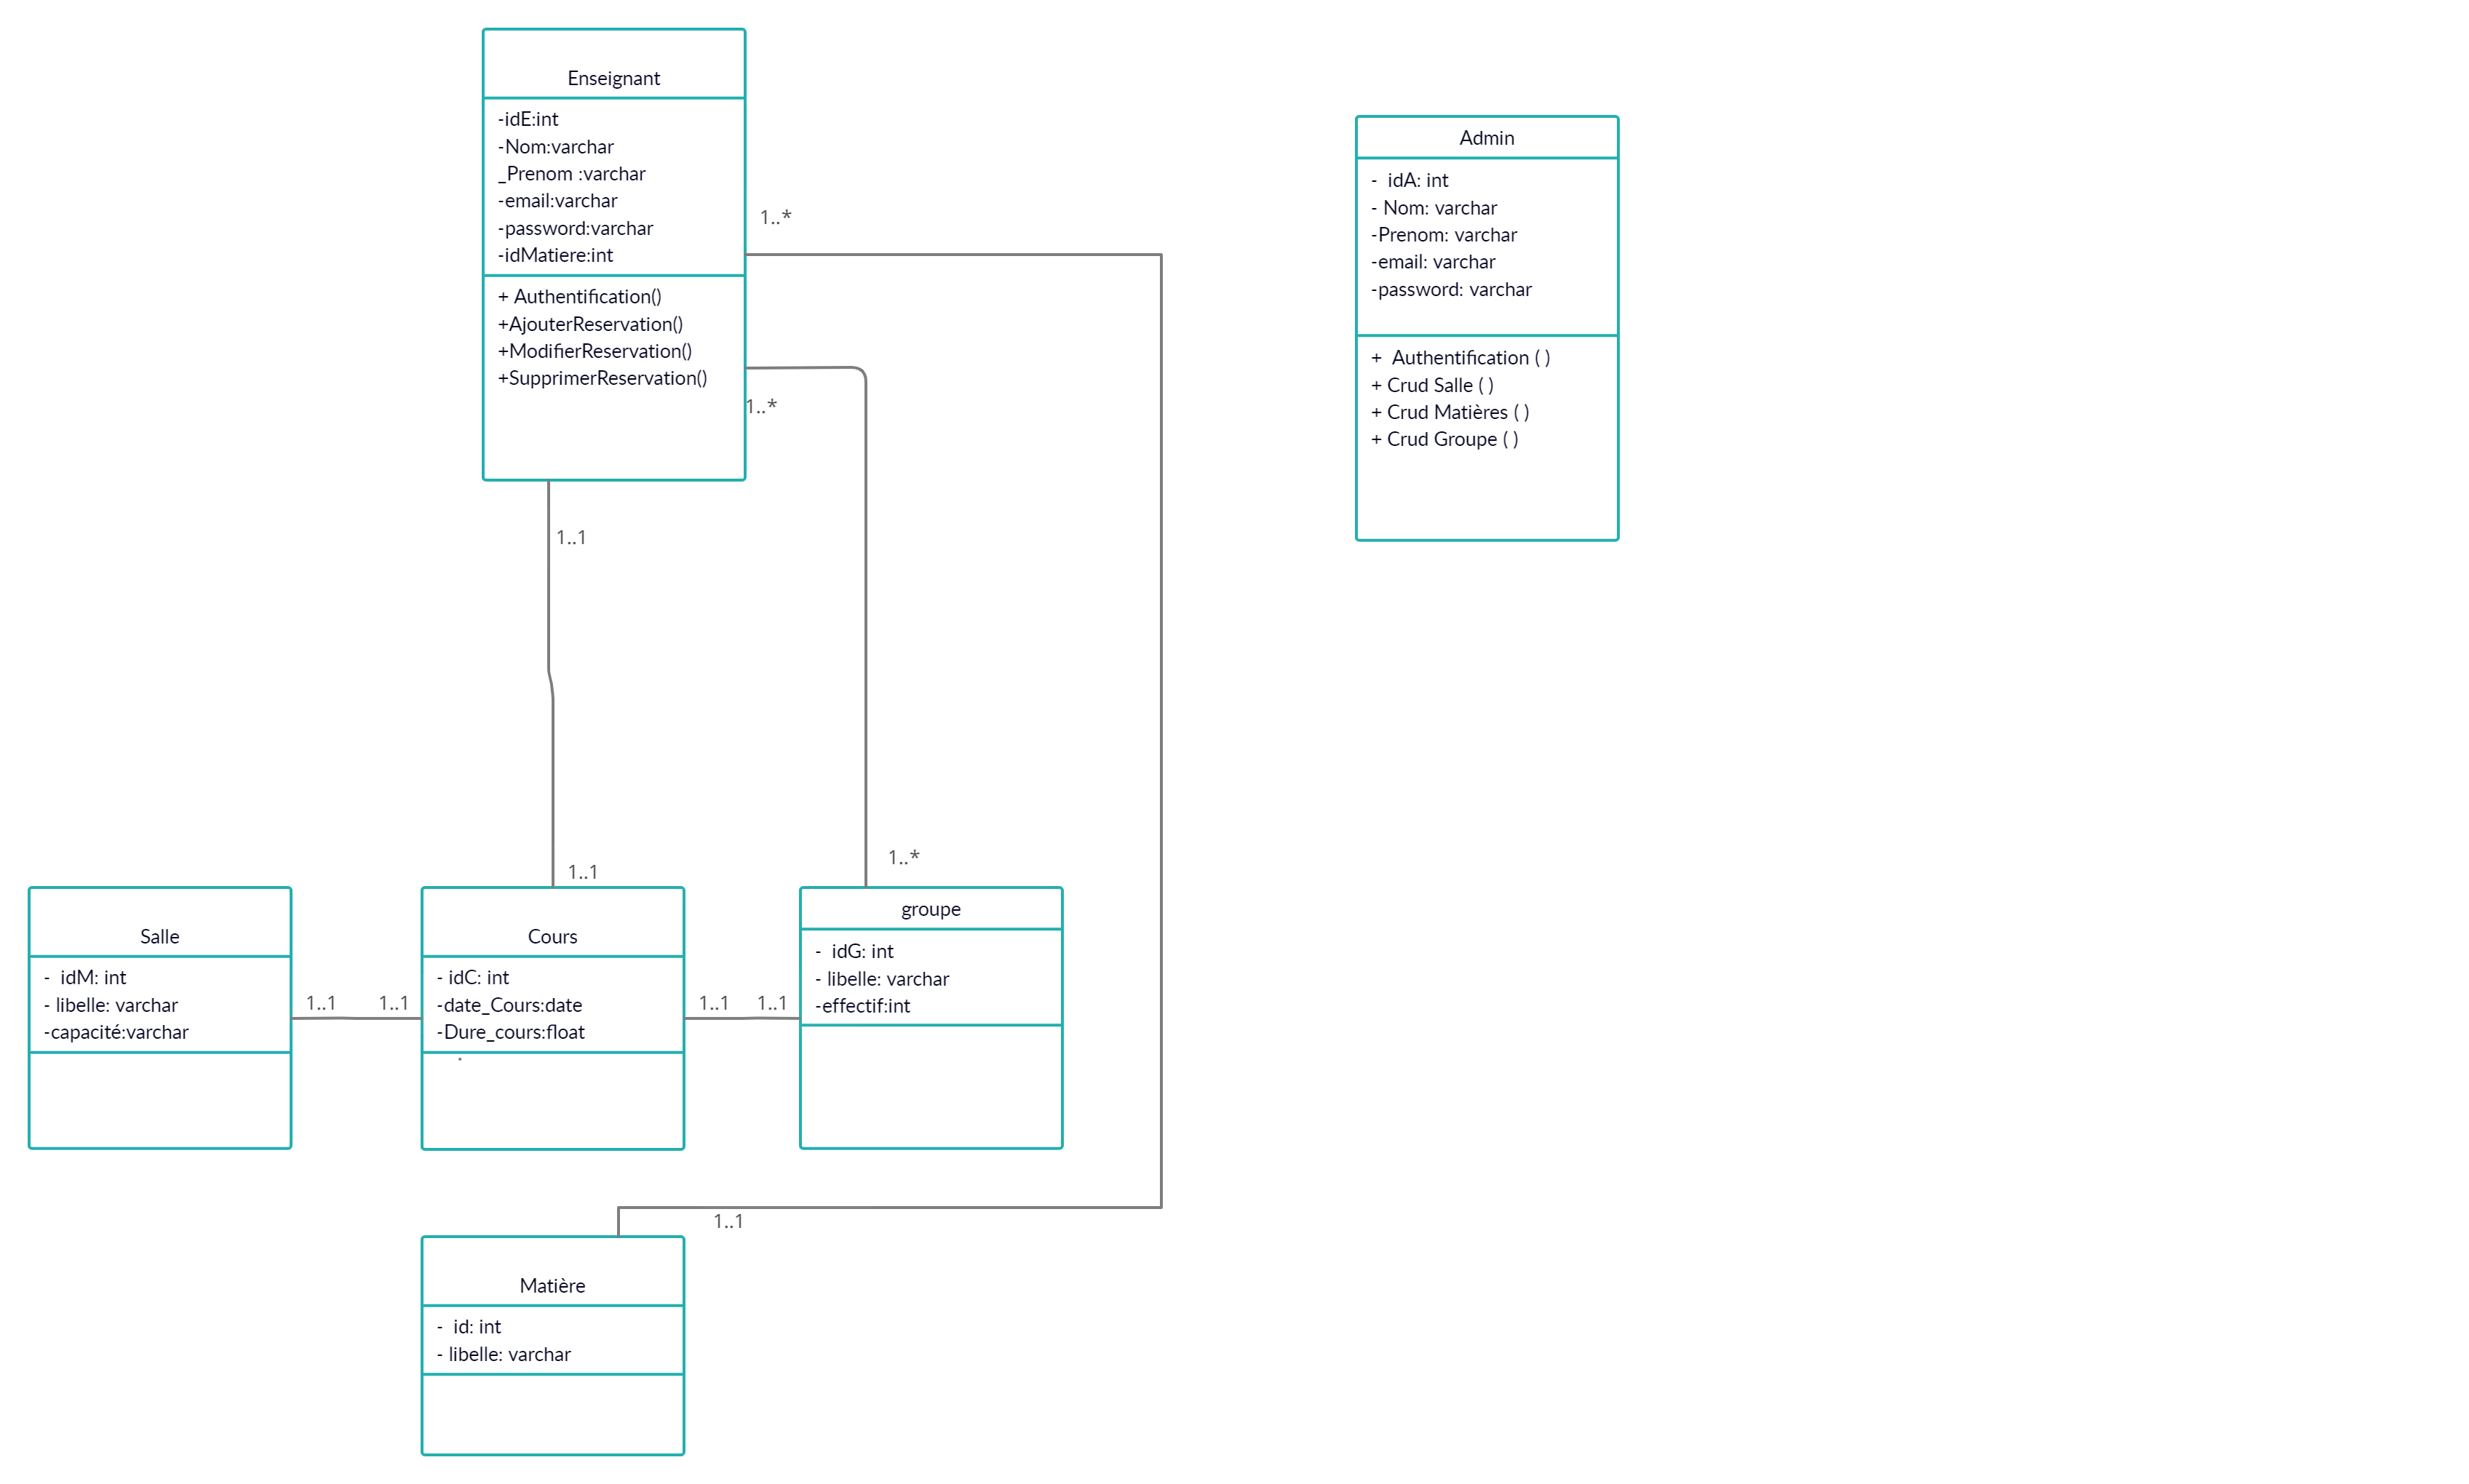 Enseignant
-idE:int
-Nom:varchar
_Prenom :varchar
-email:varchar
-password:varchar
-idMatiere:int
+ Authentification()
+AjouterReservation()
+ModifierReservation()
+SupprimerReservation()
1..*
1..*
Admin
- idA: int
- Nom: varchar
-Prenom: varchar
-email: varchar
-password: varchar
+ Authentification ( )
+ Crud Salle ( )
+ Crud Matières ( )
+ Crud Groupe ( )
1..1
1..1
1..*
Salle
- idM: int
- libelle: varchar
-capacité:varchar
1..1 1..1
Cours
- idC: int
-date_Cours:date
-Dure_cours:float
1..1 1..1
groupe
- idG: int
- libelle: varchar
-effectif:int
1..1
Matière
- id: int
- libelle: varchar